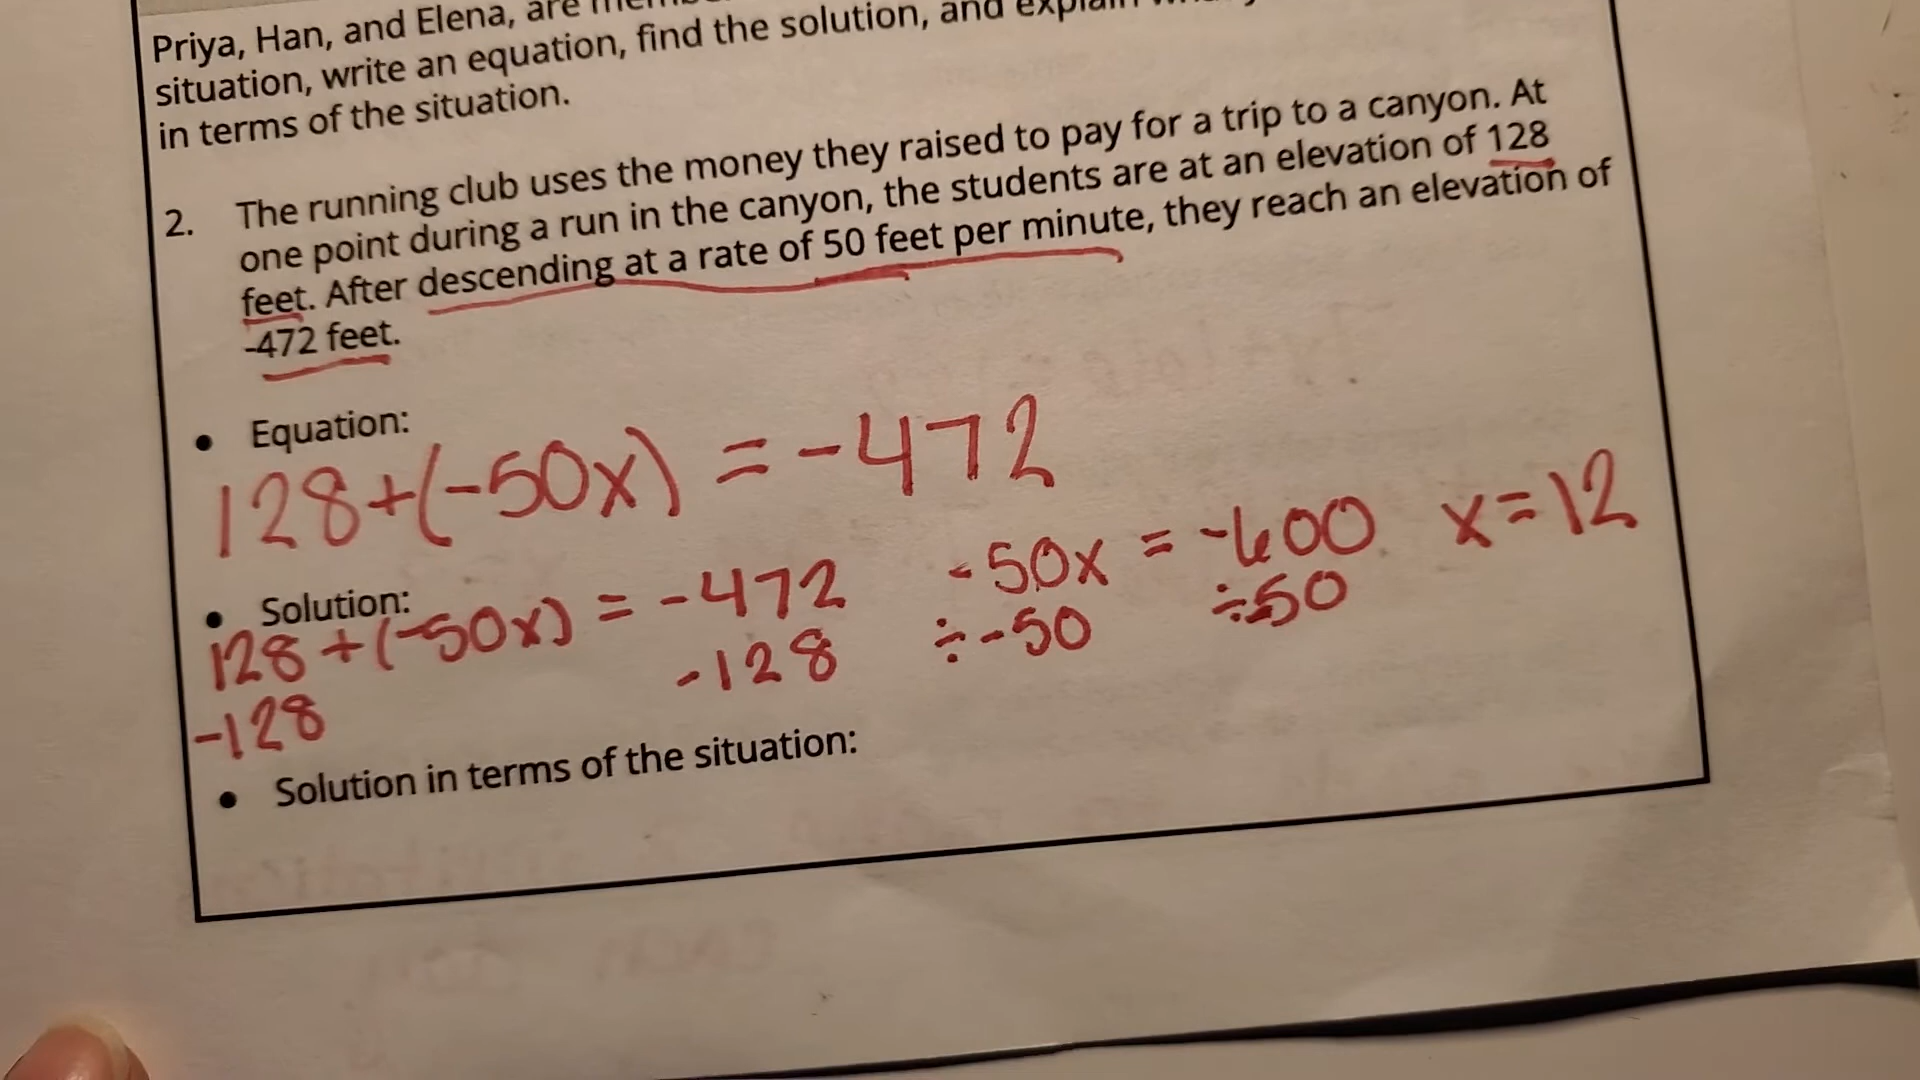 Priya, Han, and Elena, are
situation, write an equation, find the solution, and explain
in terms of the situation.
2. The running club uses the money they raised to pay for a trip to a canyon. At
one point during a run in the canyon, the students are at an elevation of 128
feet. After descending at a rate of 50 feet per minute, they reach an elevation of
-472 feet.
• Equation:
128+(-50x) = -472
• Solution:
128+(-50x) = -472 -50x = -600 x=12
-128 -128 ÷-50 ÷-50
• Solution in terms of the situation: